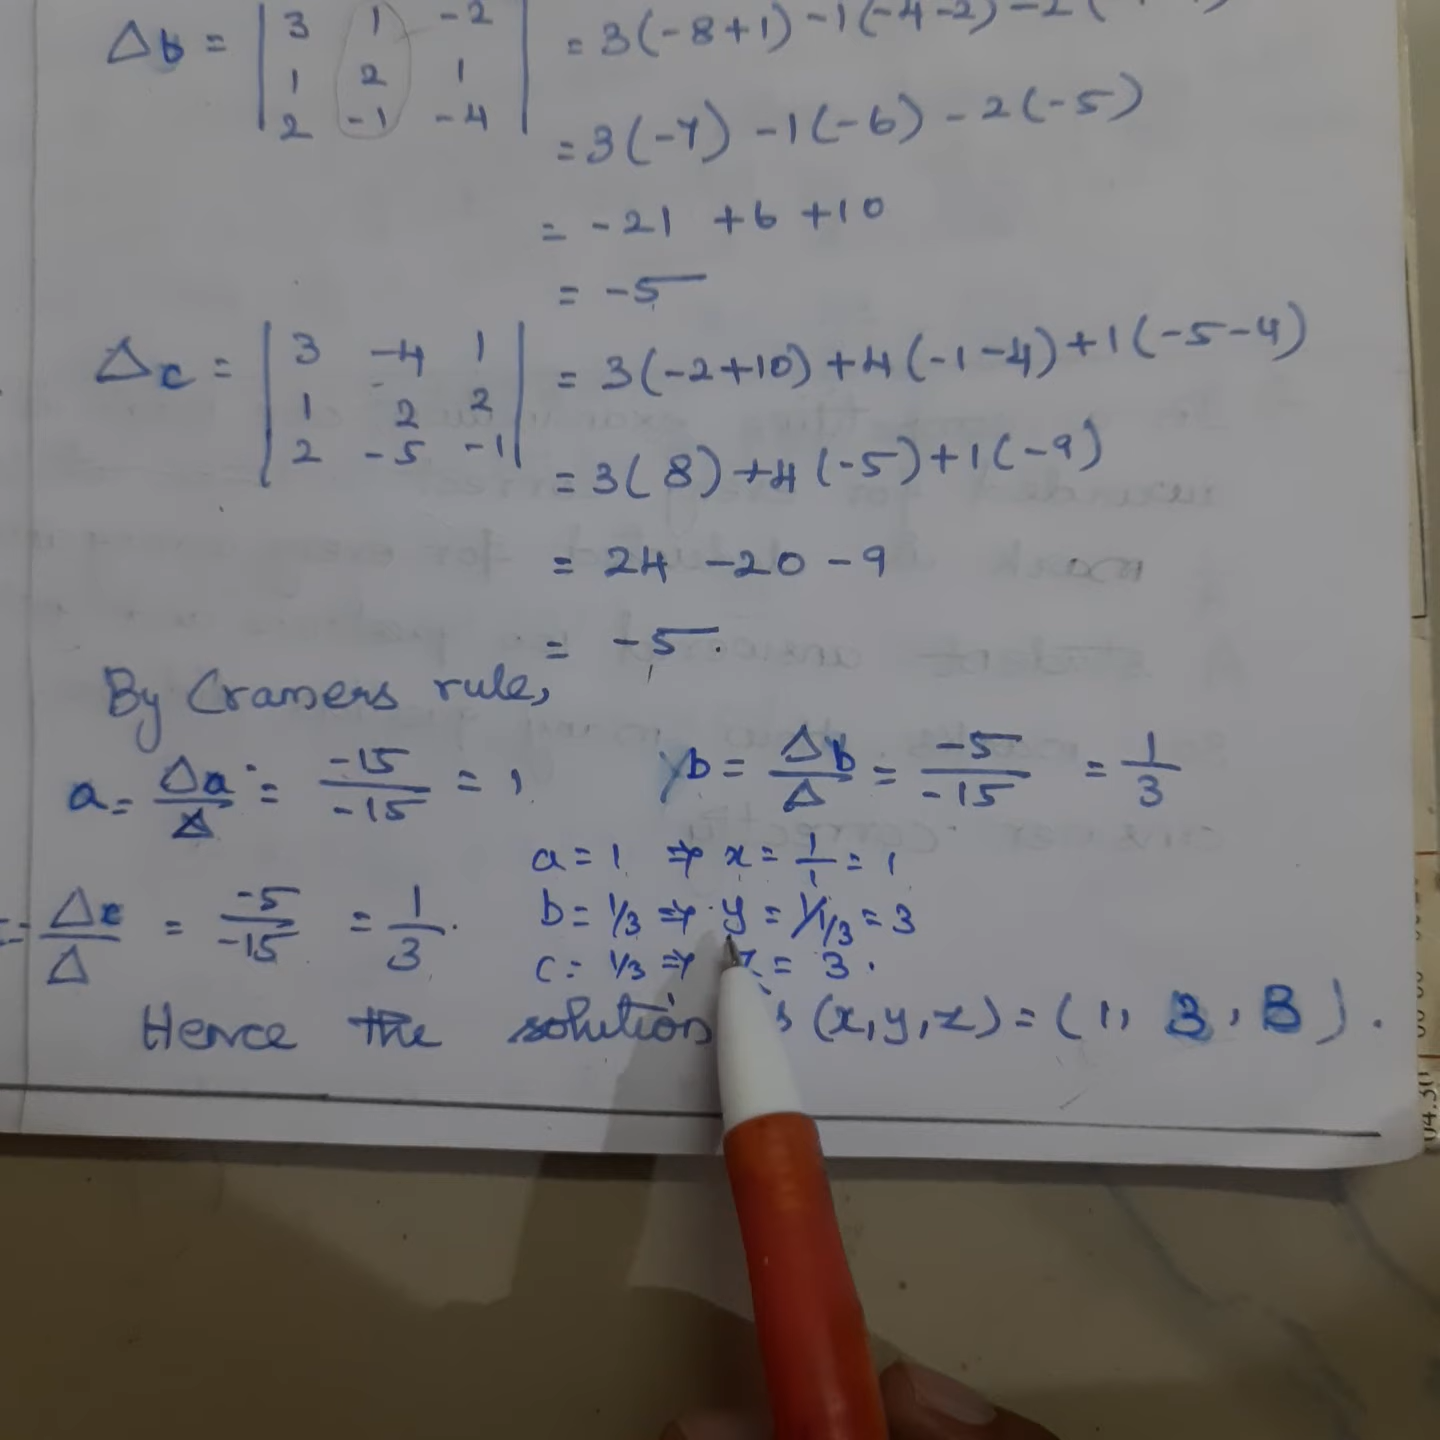 Δb = | 3 1 -2 | = 3(-8+1) -1(-4-2) -2(
| 1 2 1 |
| 2 -1 -4 |
= 3(-7) -1(-6) -2(-5)
= -21 +6 +10
= -5
Δc = | 3 -4 1 | = 3(-2+10) +4(-1-4) +1(-5-4)
| 1 2 2 |
| 2 -5 -1 |
= 3(8) +4(-5) +1(-9)
= 24 -20 -9
= -5.
By Cramers rule,
a = Δa/Δ = -15/-15 = 1 b = Δb/Δ = -5/-15 = 1/3
a = 1 ⇒ x = 1/1 = 1
= Δc/Δ = -5/-15 = 1/3. b = 1/3 ⇒ y = 1/1/3 = 3
c = 1/3 ⇒ z = 3.
Hence the solution is (x, y, z) = (1, 3, 3).
04.30